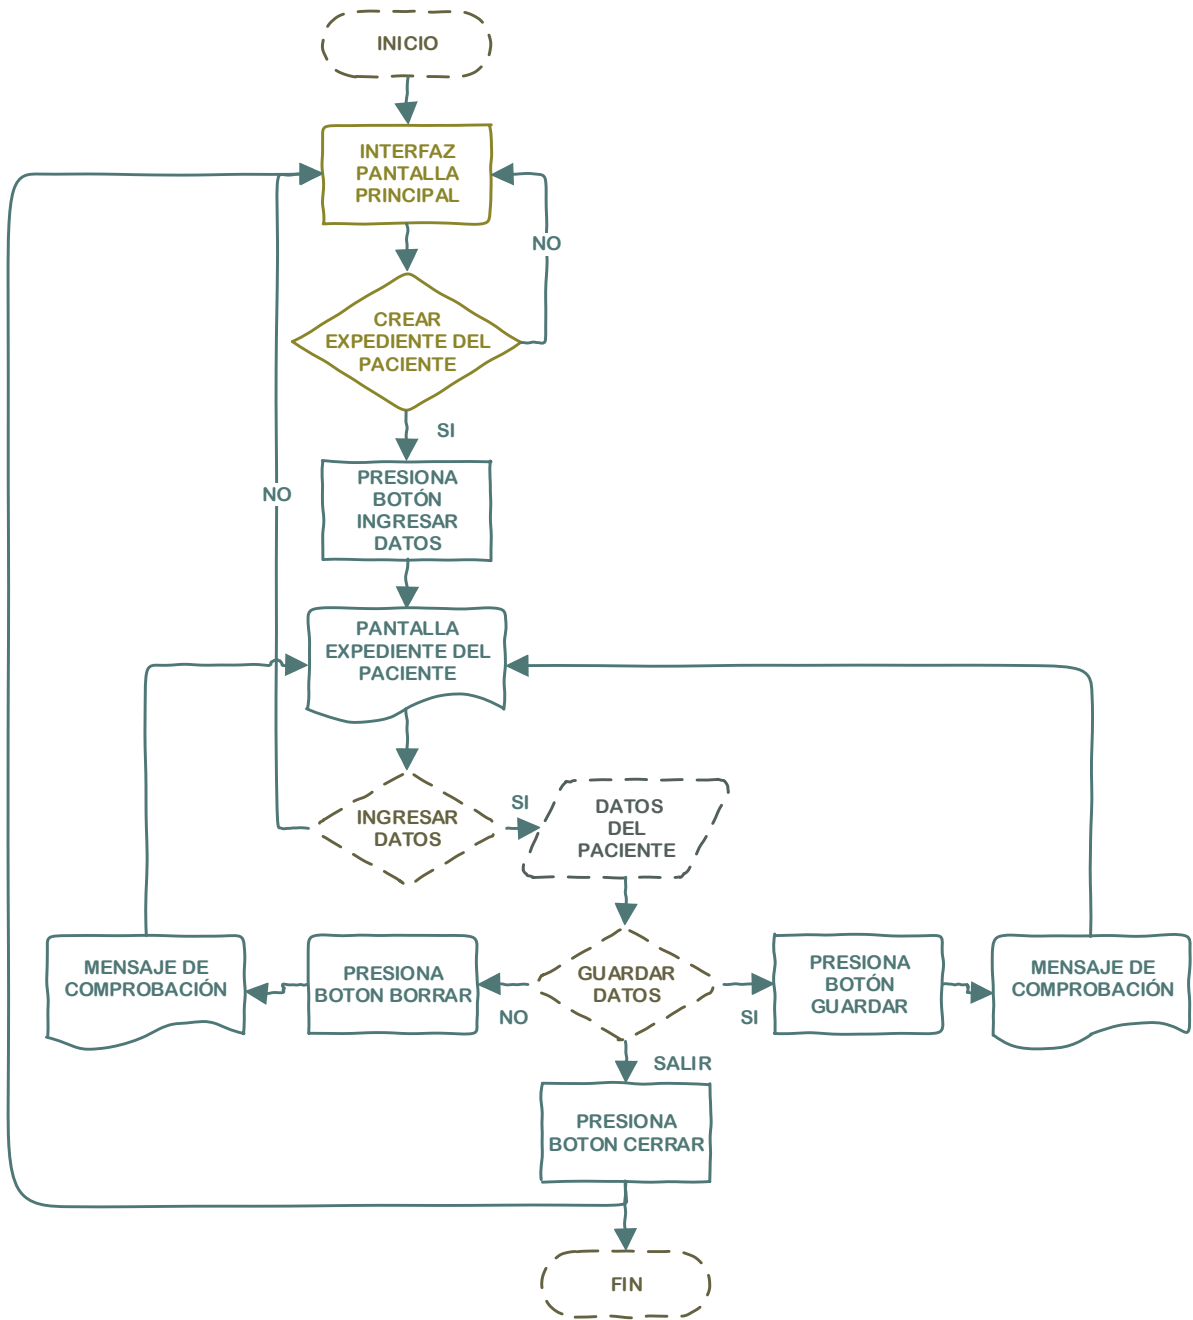 INICIO
INTERFAZ
PANTALLA
PRINCIPAL
NO
CREAR
EXPEDIENTE DEL
PACIENTE
SI
PRESIONA
BOTÓN
INGRESAR
DATOS
NO
PANTALLA
EXPEDIENTE DEL
PACIENTE
INGRESAR
DATOS
SI
DATOS
DEL
PACIENTE
MENSAJE DE
COMPROBACIÓN
PRESIONA
BOTON BORRAR
NO
GUARDAR
DATOS
SI
PRESIONA
BOTÓN
GUARDAR
MENSAJE DE
COMPROBACIÓN
SALIR
PRESIONA
BOTON CERRAR
FIN